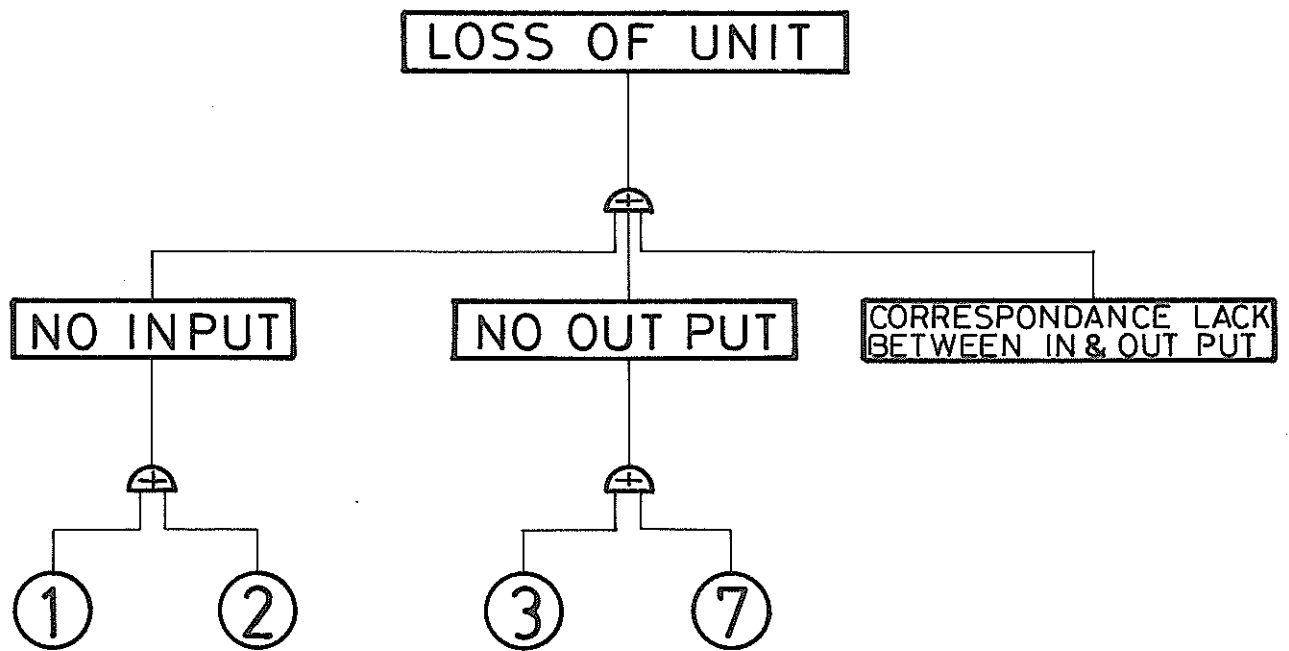 LOSS OF UNIT
+
NO INPUT
NO OUT PUT
CORRESPONDANCE LACK
BETWEEN IN & OUT PUT
+
+
1
2
3
7